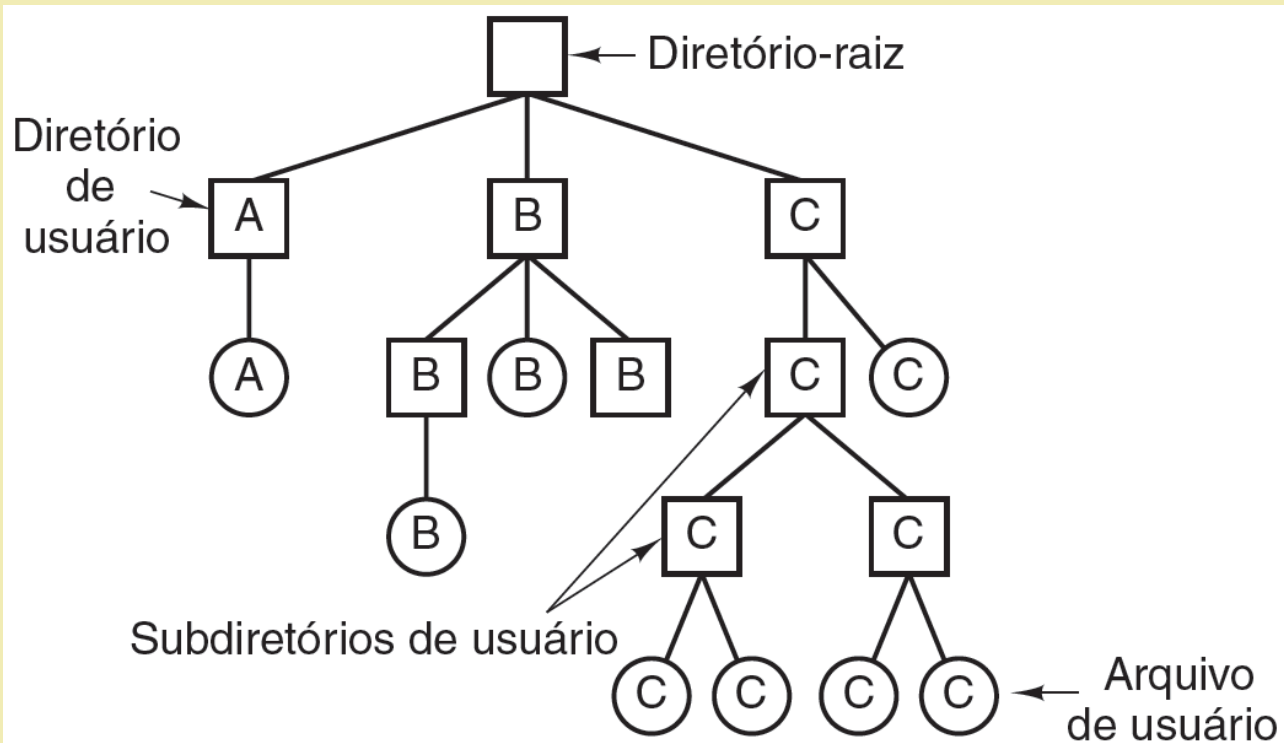 Diretório-raiz
Diretório
de
usuário
A
B
C
A
B
B
B
C
C
B
C
C
Subdiretórios de usuário
C
C
C
C
Arquivo
de usuário